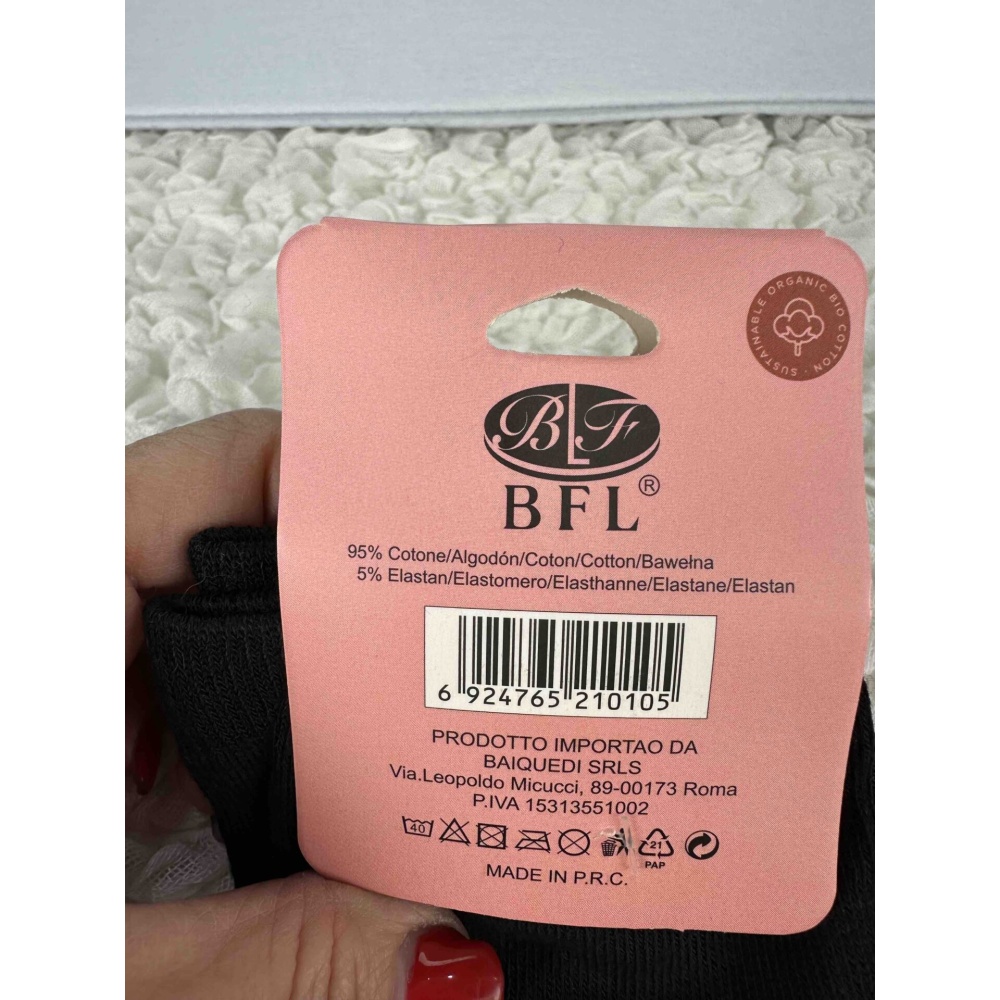 SUSTAINABLE ORGANIC BIO COTTON ·
BLF
BFL®
95% Cotone/Algodón/Coton/Cotton/Bawełna
5% Elastan/Elastomero/Elasthanne/Elastane/Elastan
6 924765 210105
PRODOTTO IMPORTAO DA
BAIQUEDI SRLS
Via.Leopoldo Micucci, 89-00173 Roma
P.IVA 15313551002
40
21
PAP
MADE IN P.R.C.